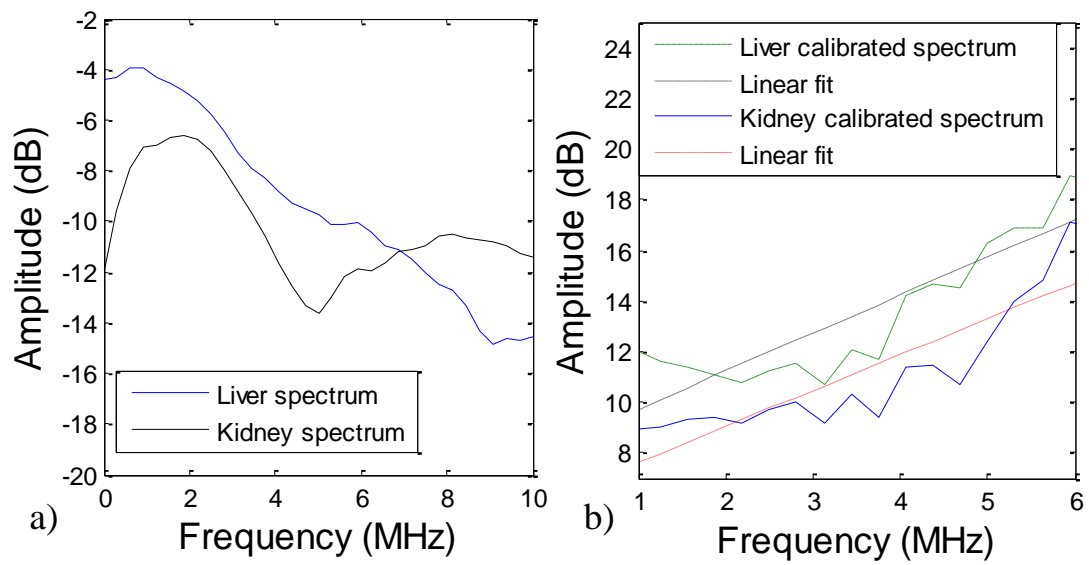 -2
-4
-6
-8
-10
-12
-14
-16
-18
-20
Amplitude (dB)
Liver spectrum
Kidney spectrum
0 2 4 6 8 10
Frequency (MHz)
a)
24
22
20
18
16
14
12
10
8
Amplitude (dB)
Liver calibrated spectrum
Linear fit
Kidney calibrated spectrum
Linear fit
1 2 3 4 5 6
Frequency (MHz)
b)